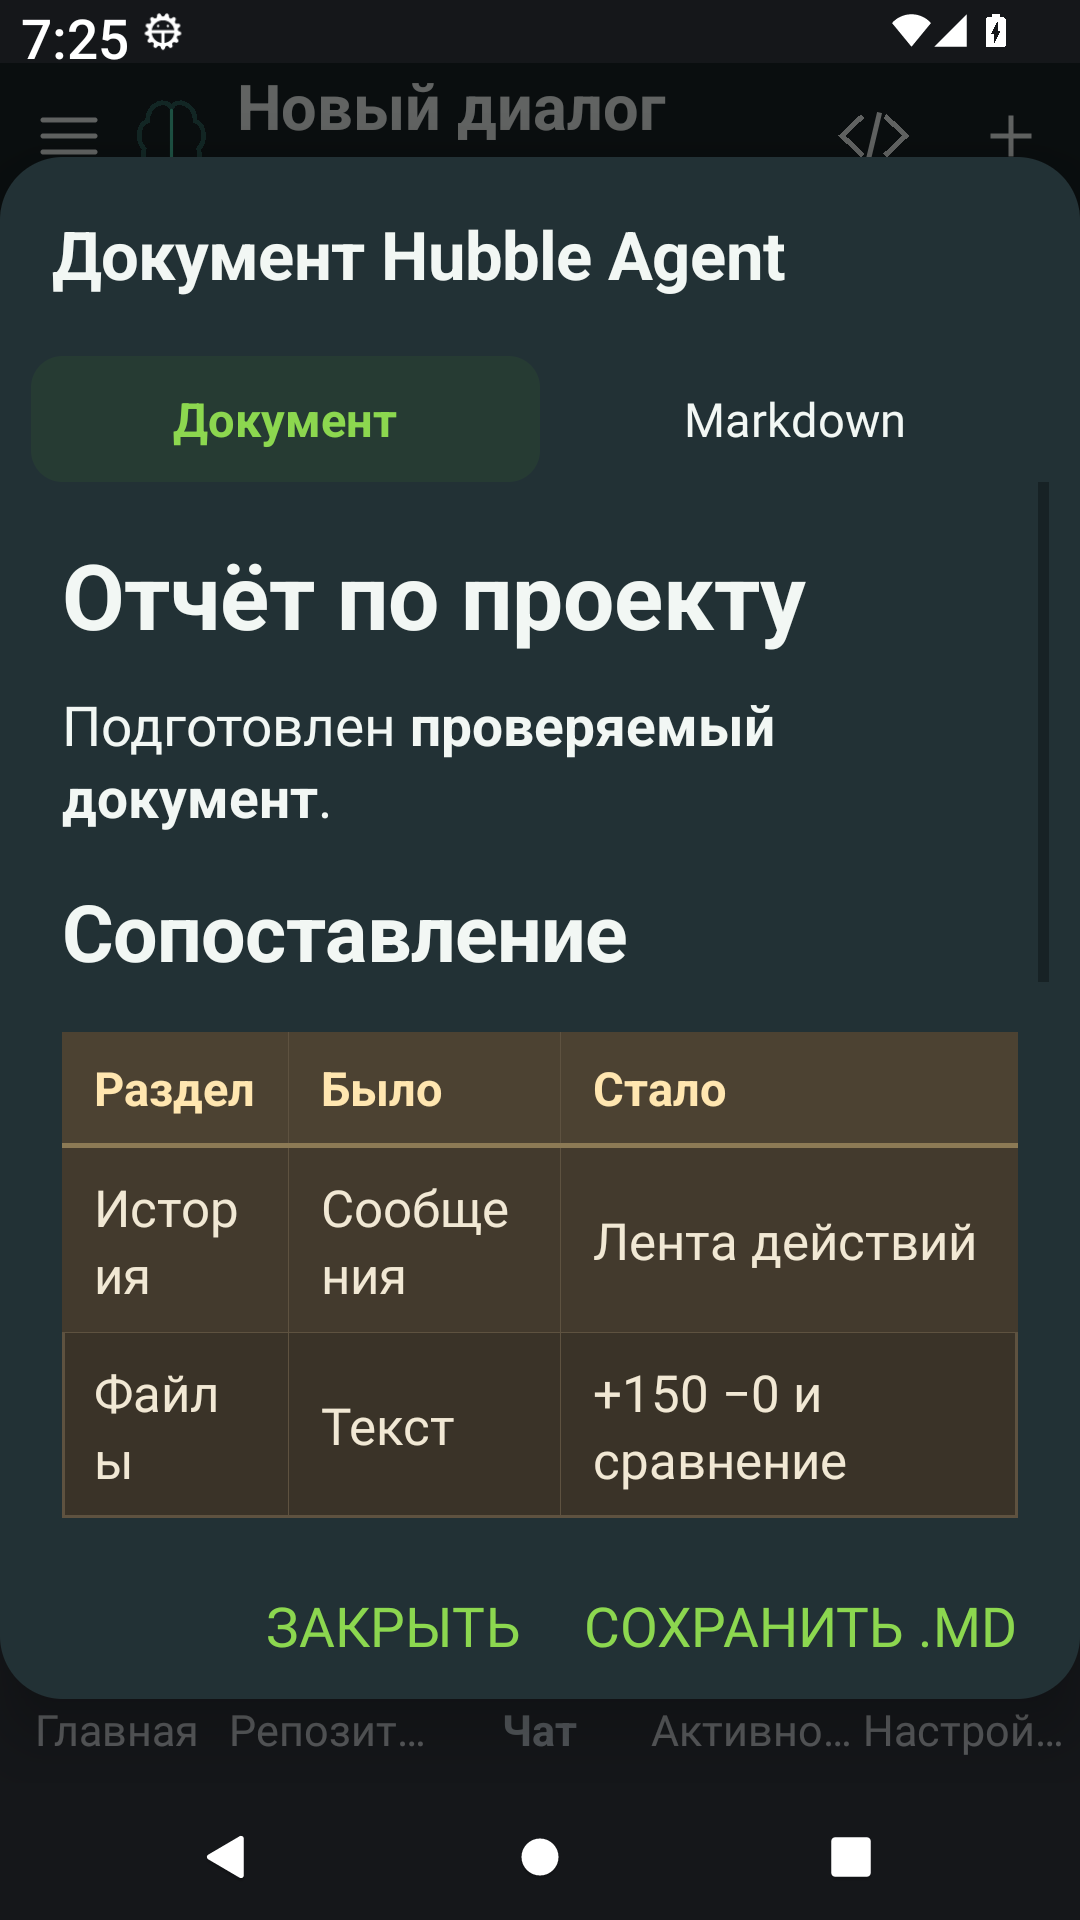 7:25
Новый диалог
Документ Hubble Agent
Документ
Markdown
Отчёт по проекту
Подготовлен проверяемый
документ.
Сопоставление
Раздел
Было
Стало
Истор
ия
Сообще
ния
Лента действий
Файл
ы
Текст
+150 −0 и
сравнение
ЗАКРЫТЬ
СОХРАНИТЬ .MD
Главная
Репозит...
Чат
Активно...
Настрой...